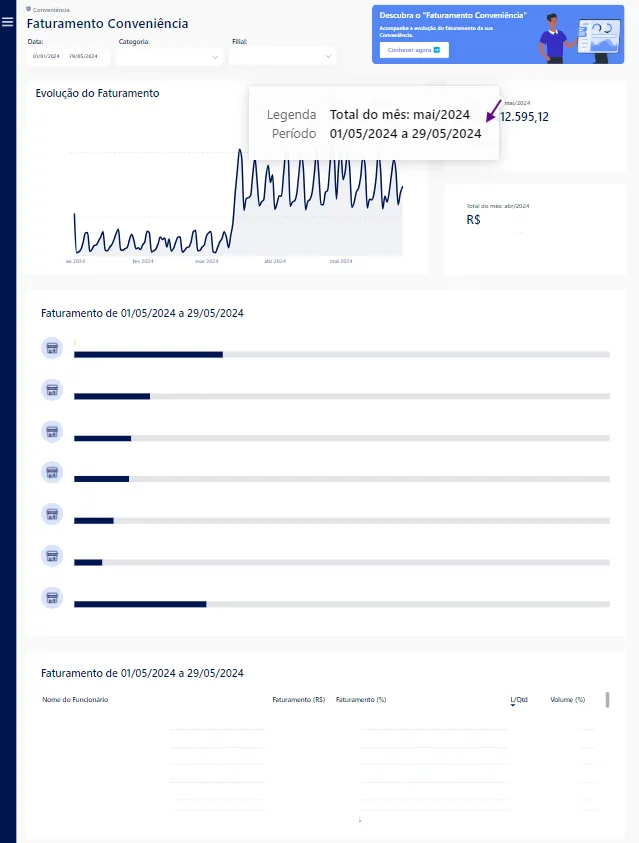 Conveniência
Faturamento Conveniência
Data:
Categoria:
Filial:
01/01/2024
29/05/2024
Descubra o "Faturamento Conveniência"
Acompanhe a evolução do faturamento da sua
Conveniência.
Conhecer agora
Evolução do Faturamento
Legenda Total do mês: mai/2024
Período 01/05/2024 a 29/05/2024
mai/2024
12.595,12
Total do mês: abr/2024
R$
fev 2024
mar 2024
abr 2024
mai 2024
Faturamento de 01/05/2024 a 29/05/2024
Faturamento de 01/05/2024 a 29/05/2024
Nome do Funcionário
Faturamento (R$)
Faturamento (%)
L/Qtd
Volume (%)